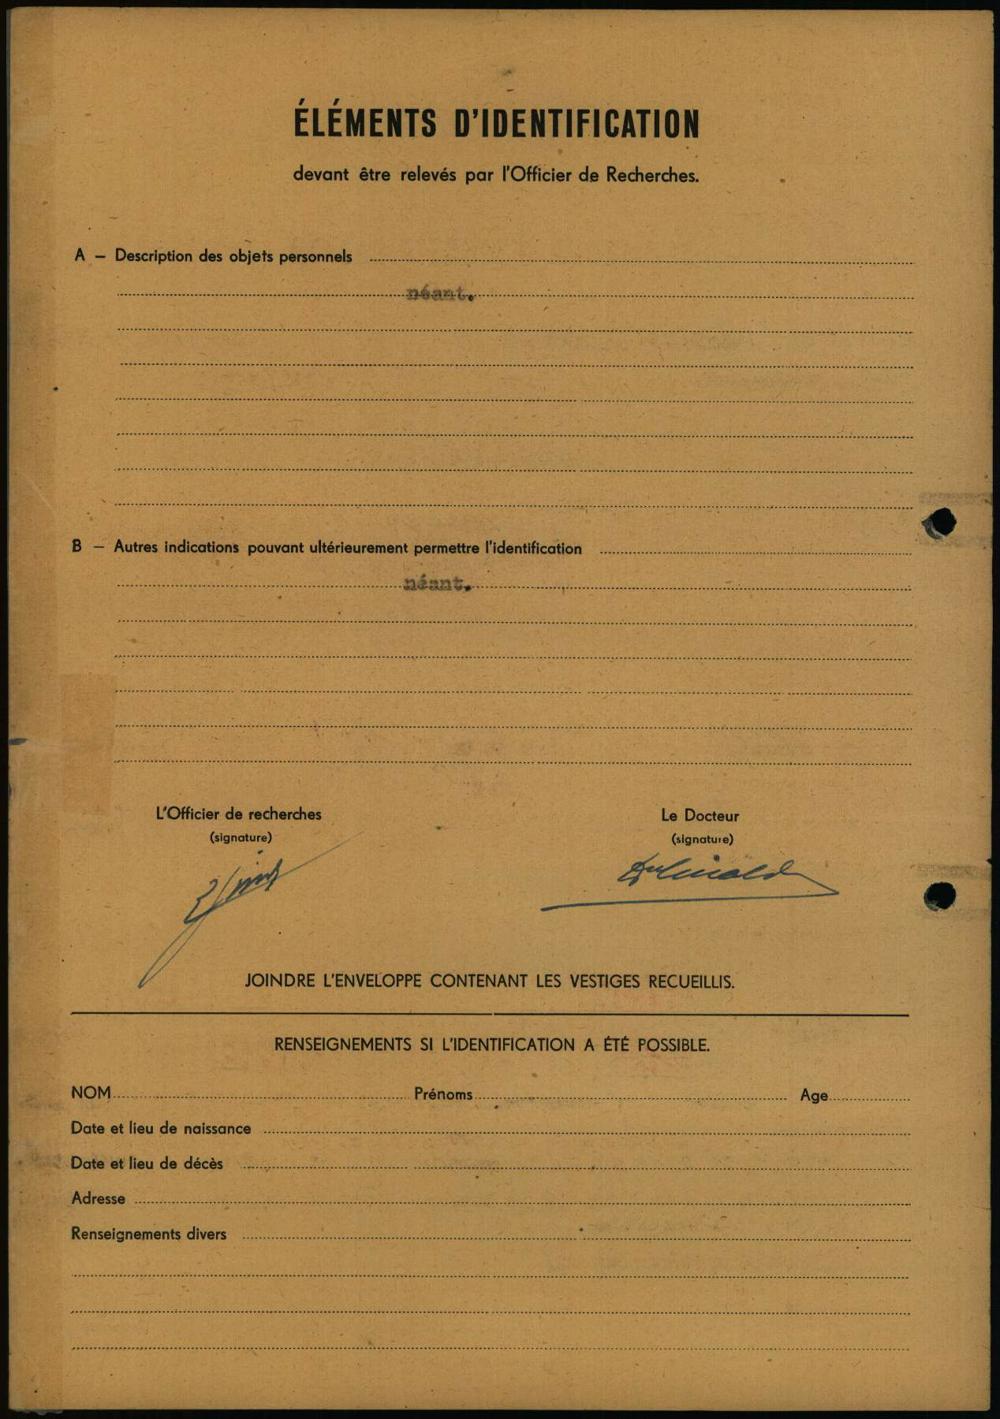 ÉLÉMENTS D'IDENTIFICATION
devant être relevés par l'Officier de Recherches.
A – Description des objets personnels
néant.
B – Autres indications pouvant ultérieurement permettre l'identification
néant.
L'Officier de recherches
(signature)
Le Docteur
(signature)
JOINDRE L'ENVELOPPE CONTENANT LES VESTIGES RECUEILLIS.
RENSEIGNEMENTS SI L'IDENTIFICATION A ÉTÉ POSSIBLE.
NOM Prénoms Age
Date et lieu de naissance
Date et lieu de décès
Adresse
Renseignements divers